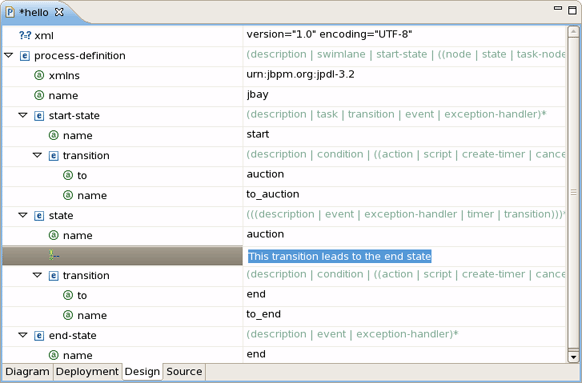 *hello
xml version="1.0" encoding="UTF-8"
process-definition (description | swimlane | start-state | ((node | state | task-node
xmlns urn:jbpm.org:jpdl-3.2
name jbay
start-state (description | task | transition | event | exception-handler)*
name start
transition (description | condition | ((action | script | create-timer | cance
to auction
name to_auction
state (((description | event | exception-handler | timer | transition)))*
name auction
This transition leads to the end state
transition (description | condition | ((action | script | create-timer | cance
to end
name to_end
end-state (description | event | exception-handler)*
name end
Diagram Deployment Design Source